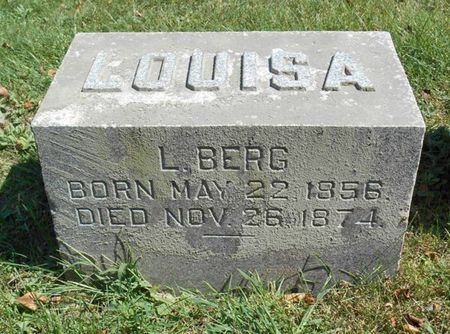 LOUISA
L. BERG
BORN MAY 22. 1856.
DIED NOV. 26. 1874.